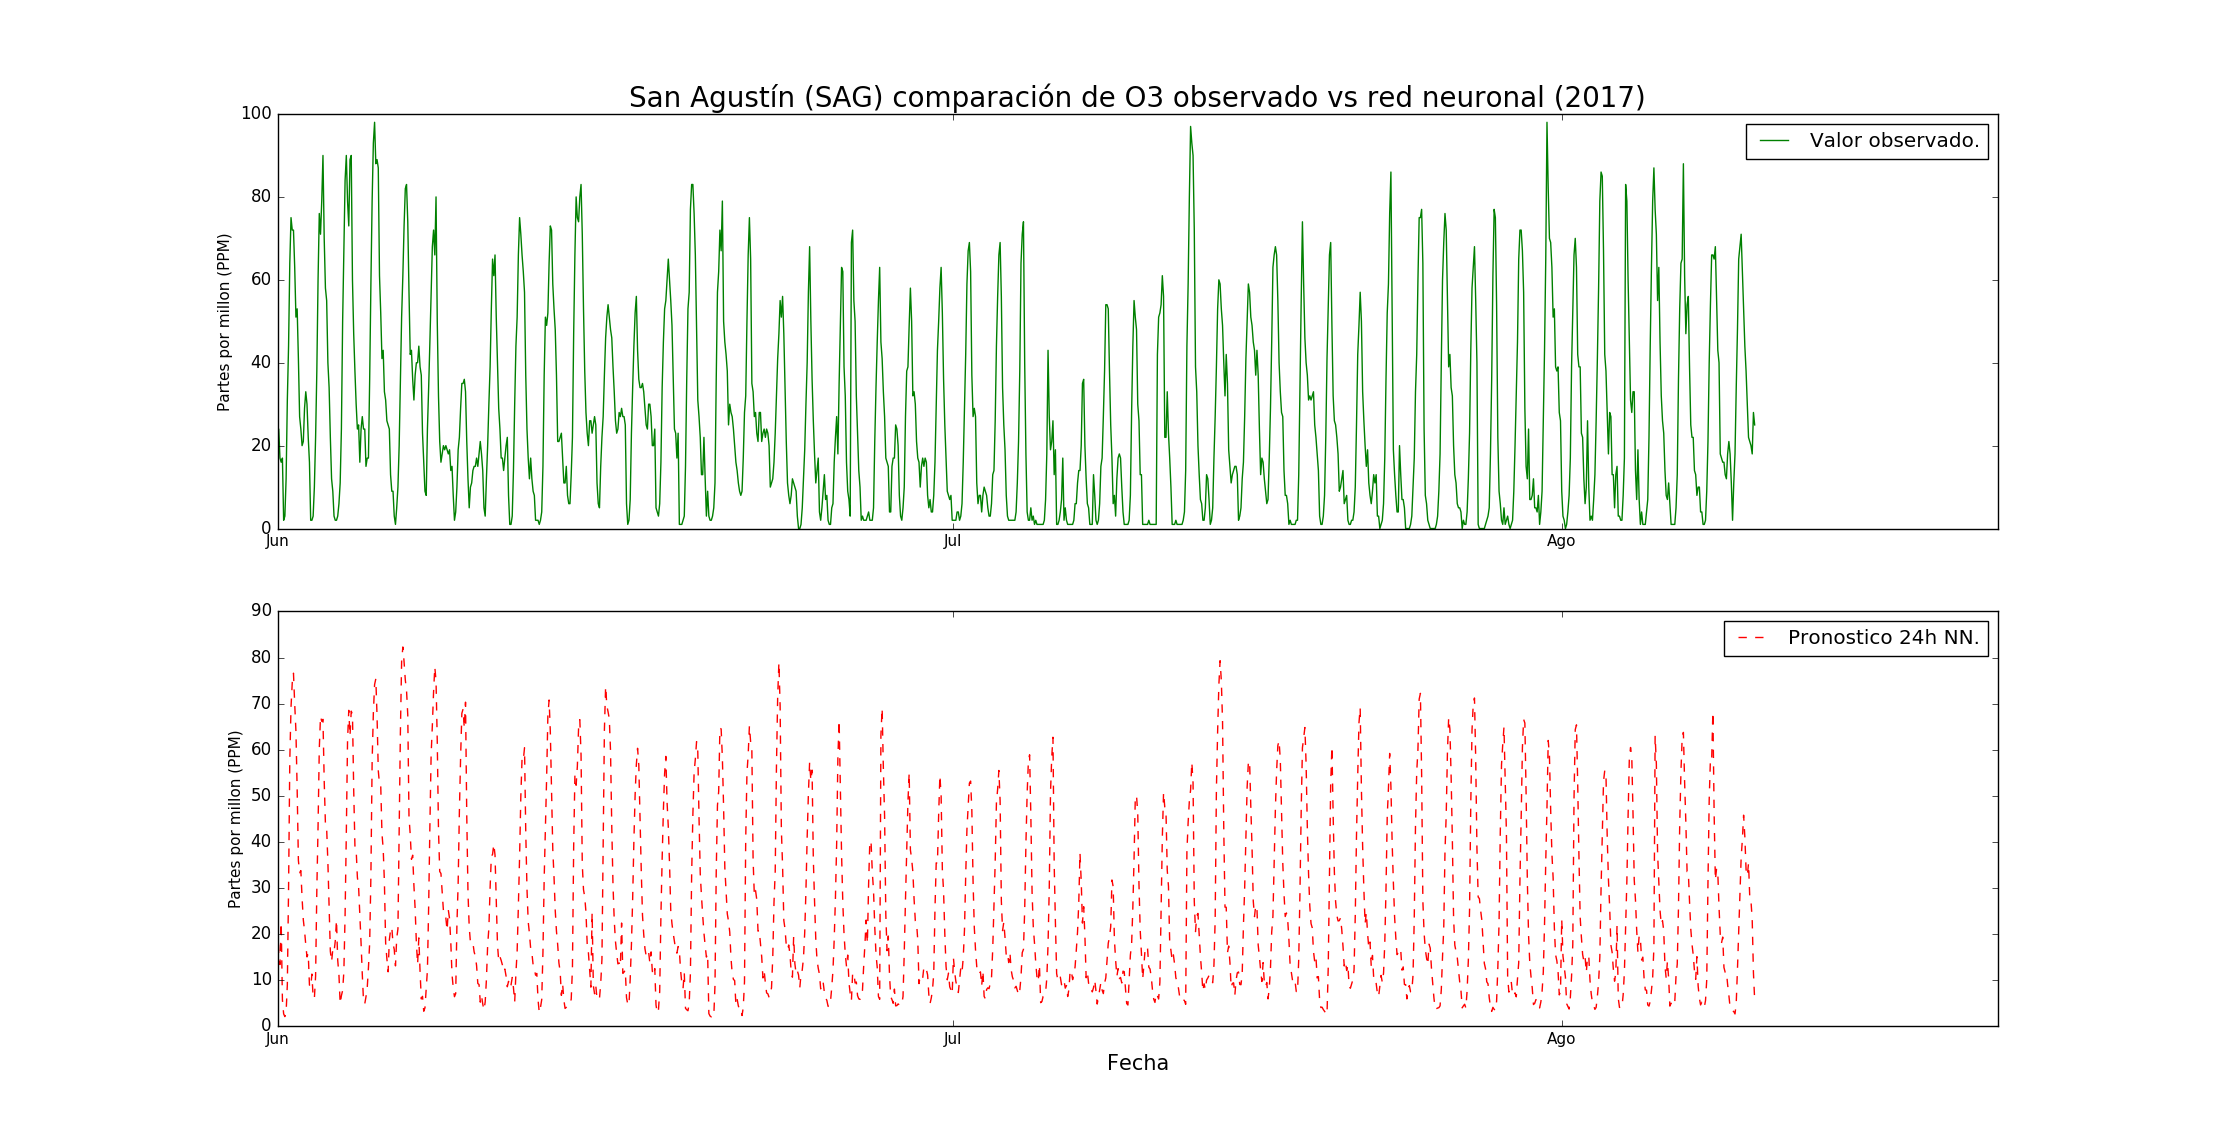 San Agustín (SAG) comparación de O3 observado vs red neuronal (2017)
100
80
60
40
20
0
Partes por millon (PPM)
Valor observado.
Jun
Jul
Ago
90
80
70
60
50
40
30
20
10
0
Partes por millon (PPM)
Pronostico 24h NN.
Jun
Jul
Ago
Fecha